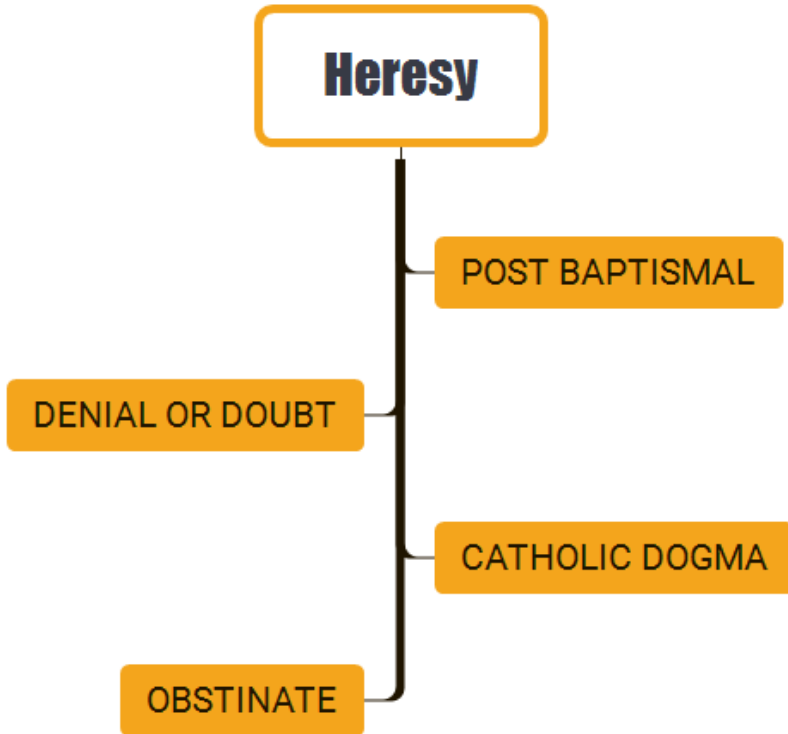 Heresy
POST BAPTISMAL
DENIAL OR DOUBT
CATHOLIC DOGMA
OBSTINATE